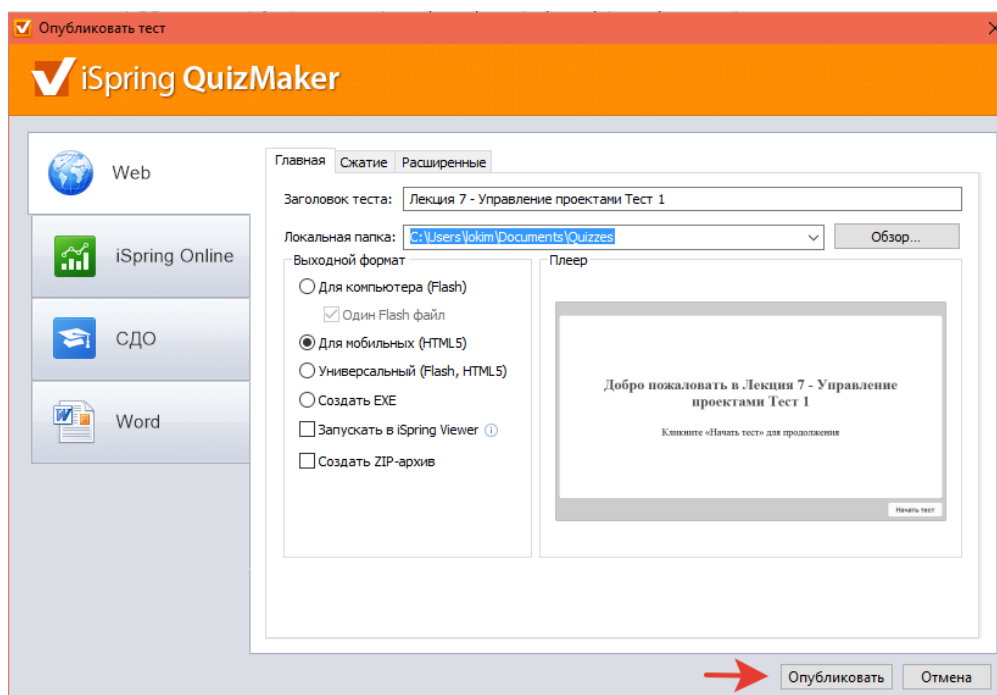 Опубликовать тест
iSpring QuizMaker
Web
iSpring Online
СДО
Word
Главная Сжатие Расширенные
Заголовок теста: Лекция 7 - Управление проектами Тест 1
Локальная папка: C:\Users\lokim\Documents\Quizzes Обзор...
Выходной формат
Для компьютера (Flash)
Один Flash файл
Для мобильных (HTML5)
Универсальный (Flash, HTML5)
Создать EXE
Запускать в iSpring Viewer
Создать ZIP-архив
Плеер
Добро пожаловать в Лекция 7 - Управление
проектами Тест 1
Кликните «Начать тест» для продолжения
Начать тест
Опубликовать Отмена